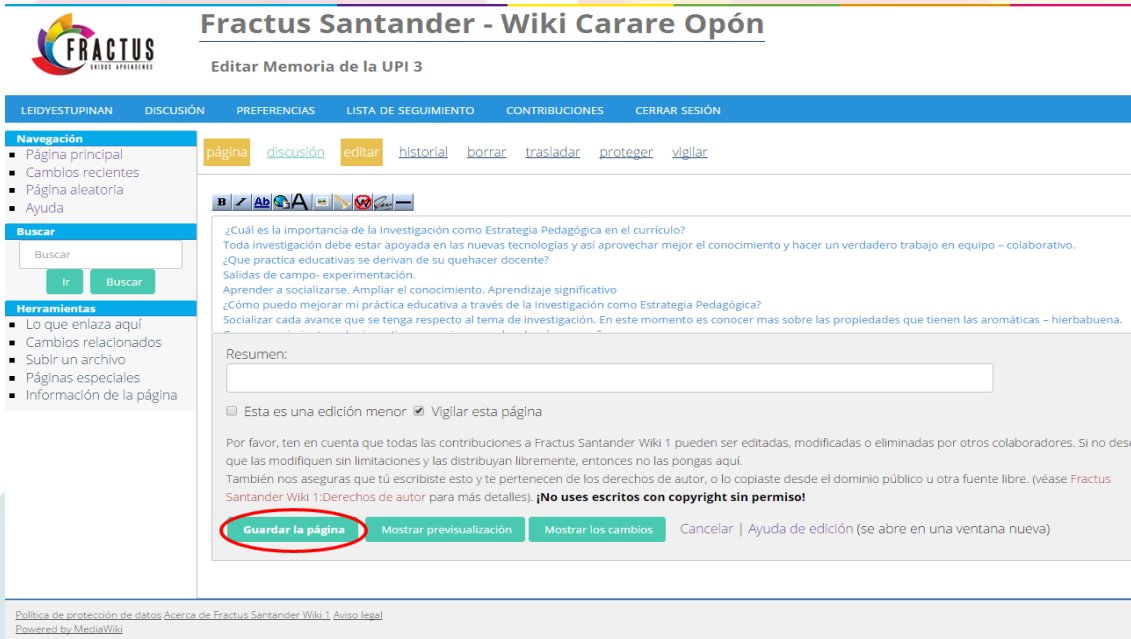 FRACTUS
UNIDOS APRENDEMOS
Fractus Santander - Wiki Carare Opón
Editar Memoria de la UPI 3
LEIDYESTUPINAN DISCUSIÓN PREFERENCIAS LISTA DE SEGUIMIENTO CONTRIBUCIONES CERRAR SESIÓN
Navegación
Página principal
Cambios recientes
Página aleatoria
Ayuda
Buscar
Buscar
Ir Buscar
Herramientas
Lo que enlaza aquí
Cambios relacionados
Subir un archivo
Páginas especiales
Información de la página
página discusión editar historial borrar trasladar proteger vigilar
B I Ab A
¿Cuál es la importancia de la Investigación como Estrategia Pedagógica en el currículo?
Toda investigación debe estar apoyada en las nuevas tecnologías y así aprovechar mejor el conocimiento y hacer un verdadero trabajo en equipo – colaborativo.
¿Que practica educativas se derivan de su quehacer docente?
Salidas de campo- experimentación.
Aprender a socializarse. Ampliar el conocimiento. Aprendizaje significativo
¿Cómo puedo mejorar mi práctica educativa a través de la Investigación como Estrategia Pedagógica?
Socializar cada avance que se tenga respecto al tema de investigación. En este momento es conocer mas sobre las propiedades que tienen las aromáticas – hierbabuena.
Resumen:
Esta es una edición menor Vigilar esta página
Por favor, ten en cuenta que todas las contribuciones a Fractus Santander Wiki 1 pueden ser editadas, modificadas o eliminadas por otros colaboradores. Si no dese
que las modifiquen sin limitaciones y las distribuyan libremente, entonces no las pongas aquí.
También nos aseguras que tú escribiste esto y te pertenecen de los derechos de autor, o lo copiaste desde el dominio público u otra fuente libre. (véase Fractus
Santander Wiki 1:Derechos de autor para más detalles). ¡No uses escritos con copyright sin permiso!
Guardar la página Mostrar previsualización Mostrar los cambios Cancelar | Ayuda de edición (se abre en una ventana nueva)
Política de protección de datos Acerca de Fractus Santander Wiki 1 Aviso legal
Powered by MediaWiki